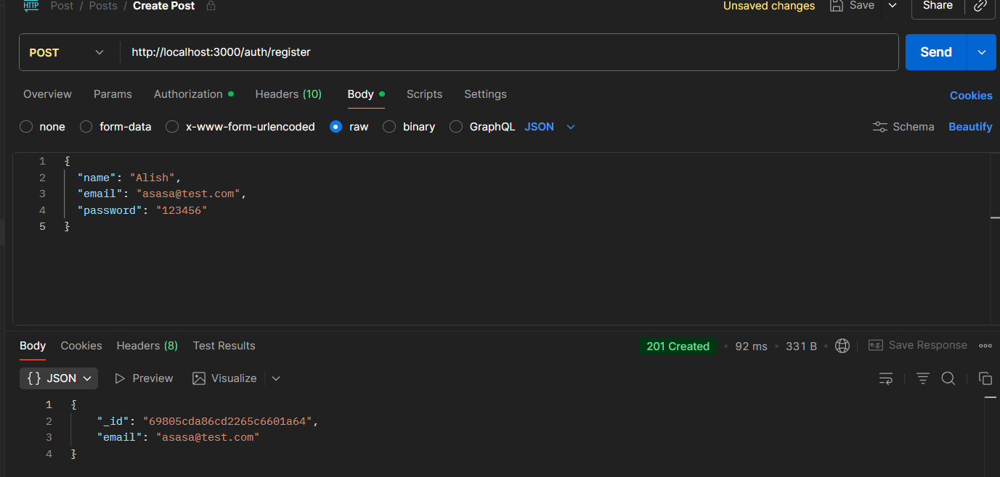 HTTP Post / Posts / Create Post Unsaved changes Save Share
POST http://localhost:3000/auth/register Send
Overview Params Authorization Headers (10) Body Scripts Settings Cookies
none form-data x-www-form-urlencoded raw binary GraphQL JSON Schema Beautify
1 {
2 "name": "Alish",
3 "email": "asasa@test.com",
4 "password": "123456"
5 }
Body Cookies Headers (8) Test Results 201 Created • 92 ms • 331 B • e.g. Save Response
{} JSON Preview Visualize
1 {
2 "_id": "69805cda86cd2265c6601a64",
3 "email": "asasa@test.com"
4 }